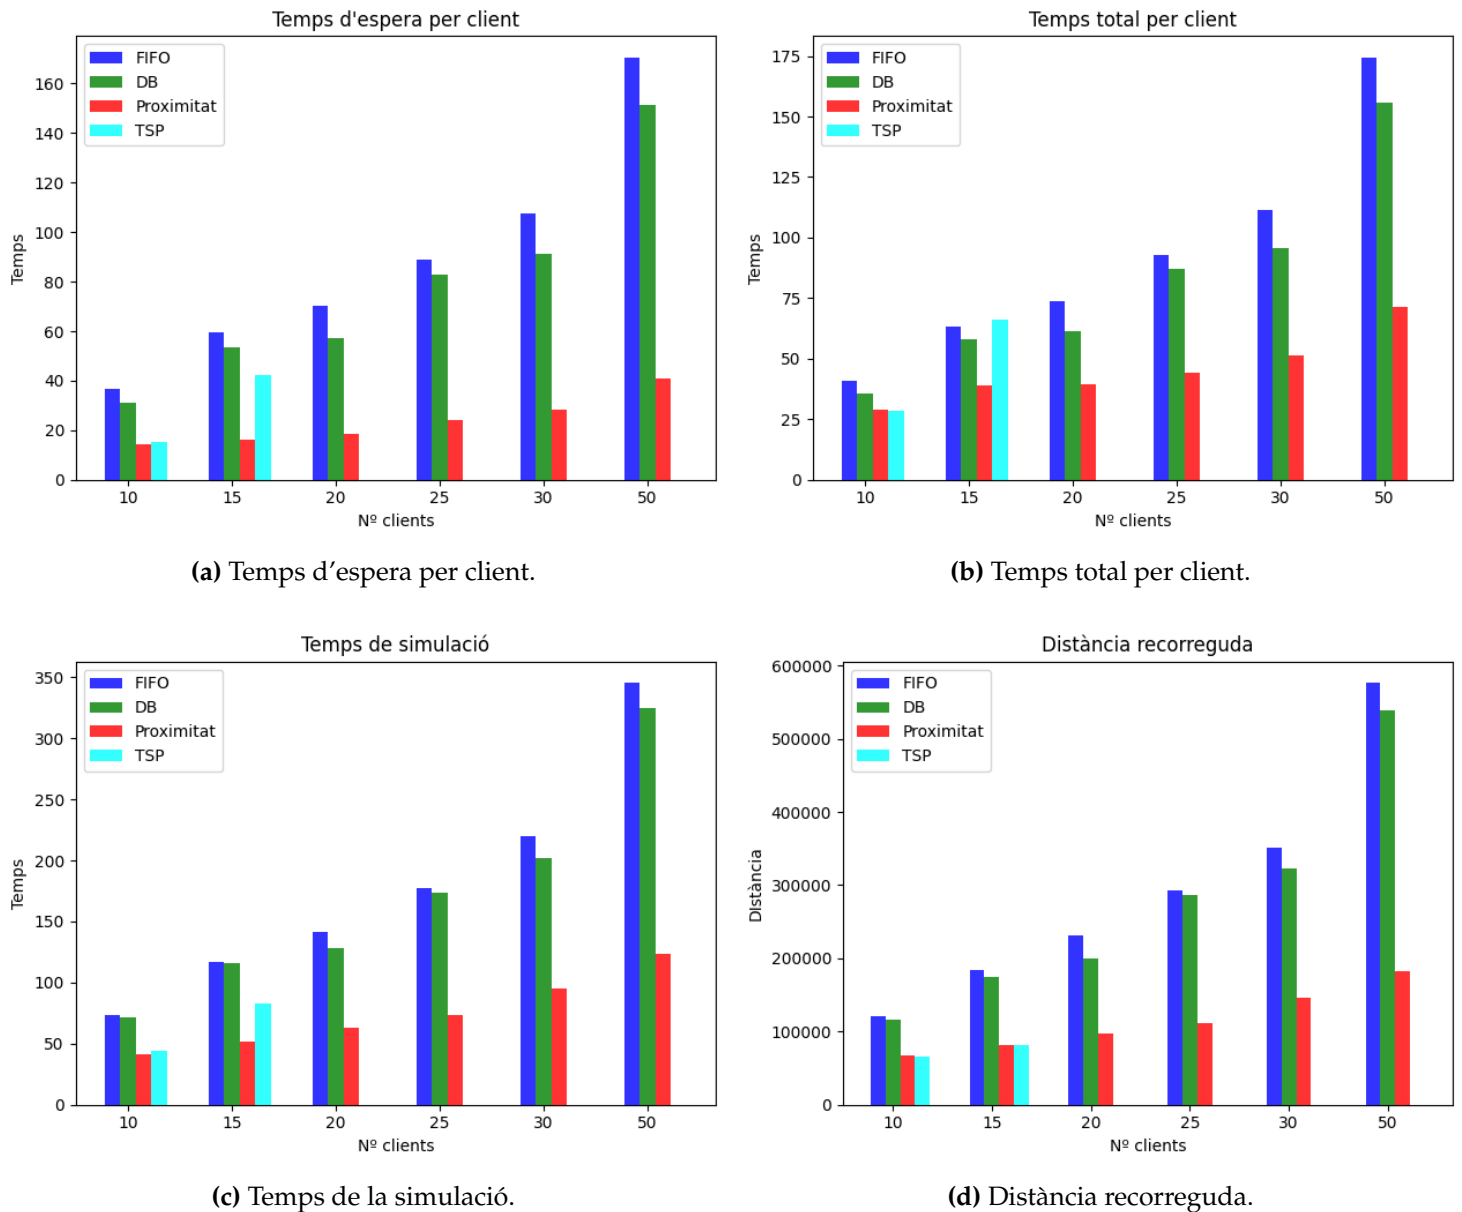 Temps d'espera per client
FIFO
DB
Proximitat
TSP
160
140
120
100
80
60
40
20
0
Temps
10 15 20 25 30 50
Nº clients
(a) Temps d’espera per client.
Temps total per client
FIFO
DB
Proximitat
TSP
175
150
125
100
75
50
25
0
Temps
10 15 20 25 30 50
Nº clients
(b) Temps total per client.
Temps de simulació
FIFO
DB
Proximitat
TSP
350
300
250
200
150
100
50
0
Temps
10 15 20 25 30 50
Nº clients
(c) Temps de la simulació.
Distància recorreguda
FIFO
DB
Proximitat
TSP
600000
500000
400000
300000
200000
100000
0
DIstància
10 15 20 25 30 50
Nº clients
(d) Distància recorreguda.